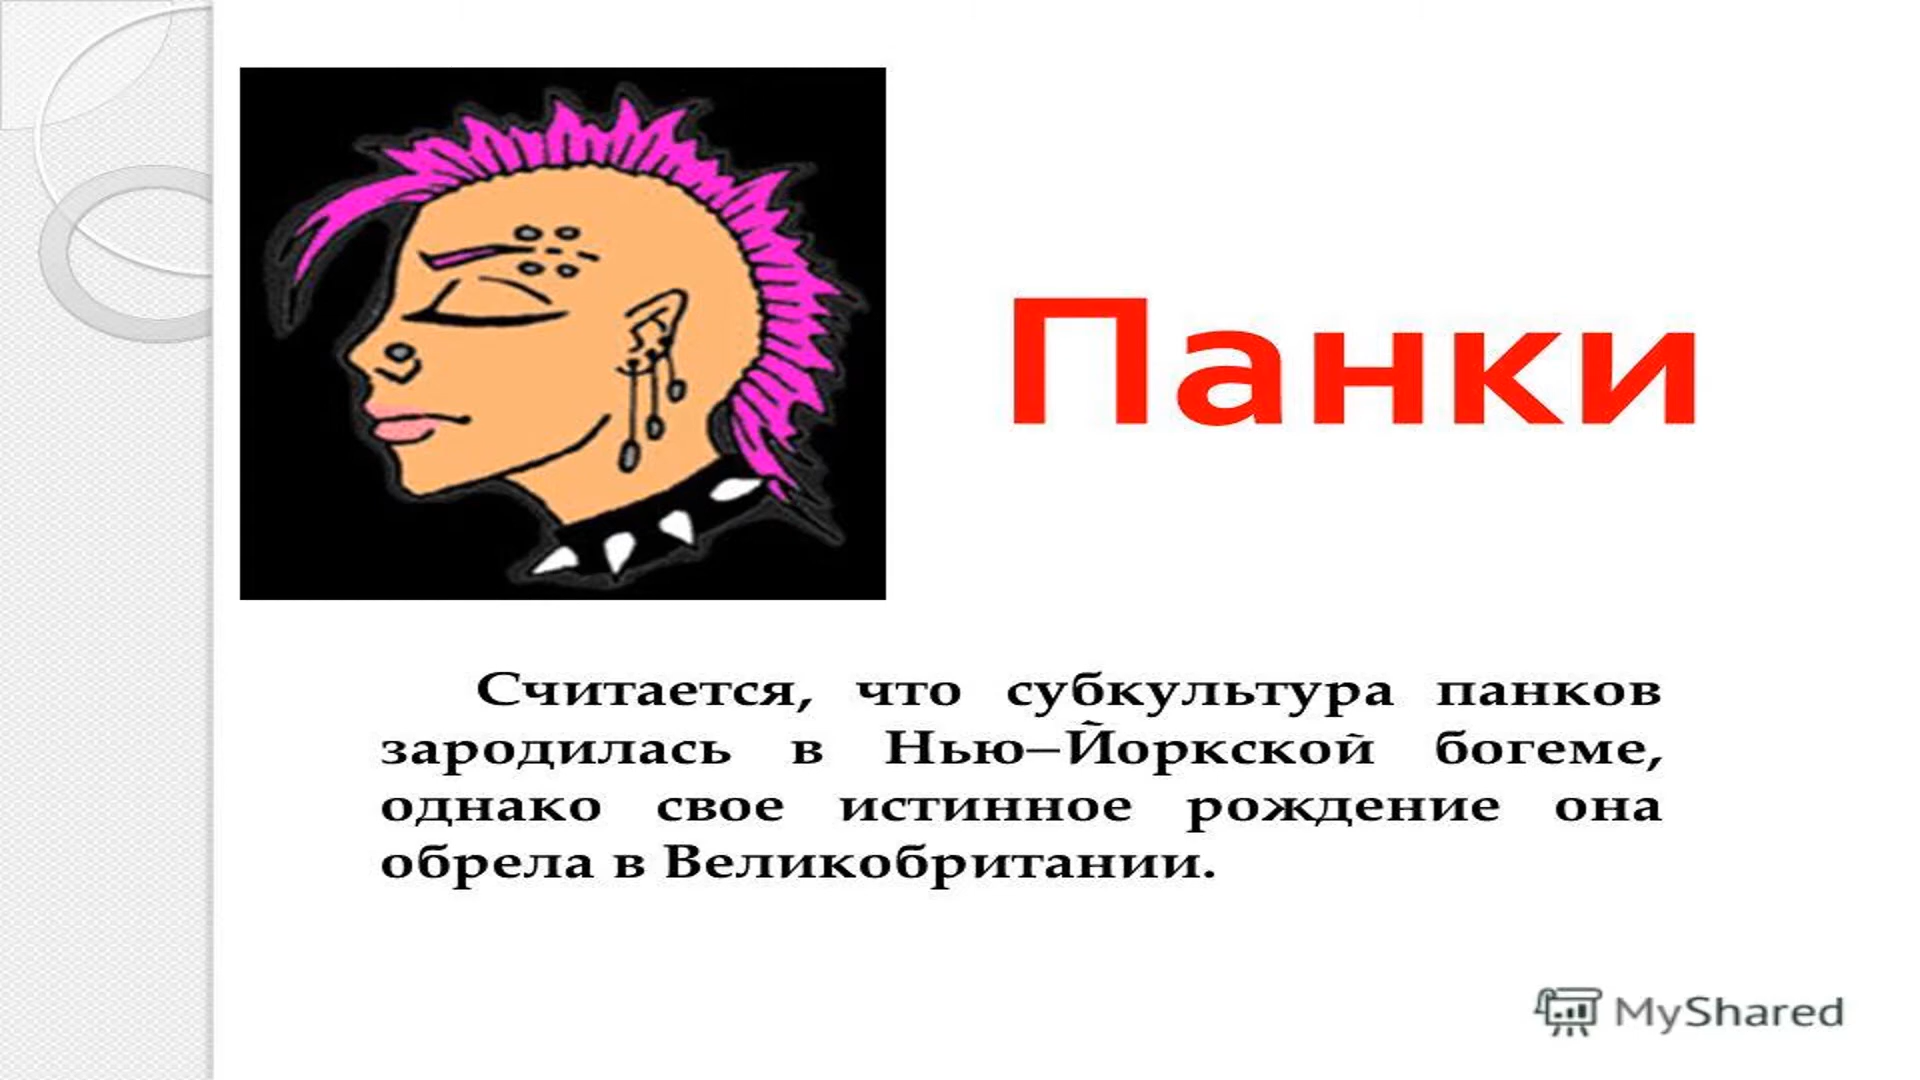 Панки
Считается, что субкультура панков
зародилась в Нью–Йоркской богеме,
однако свое истинное рождение она
обрела в Великобритании.
MyShared